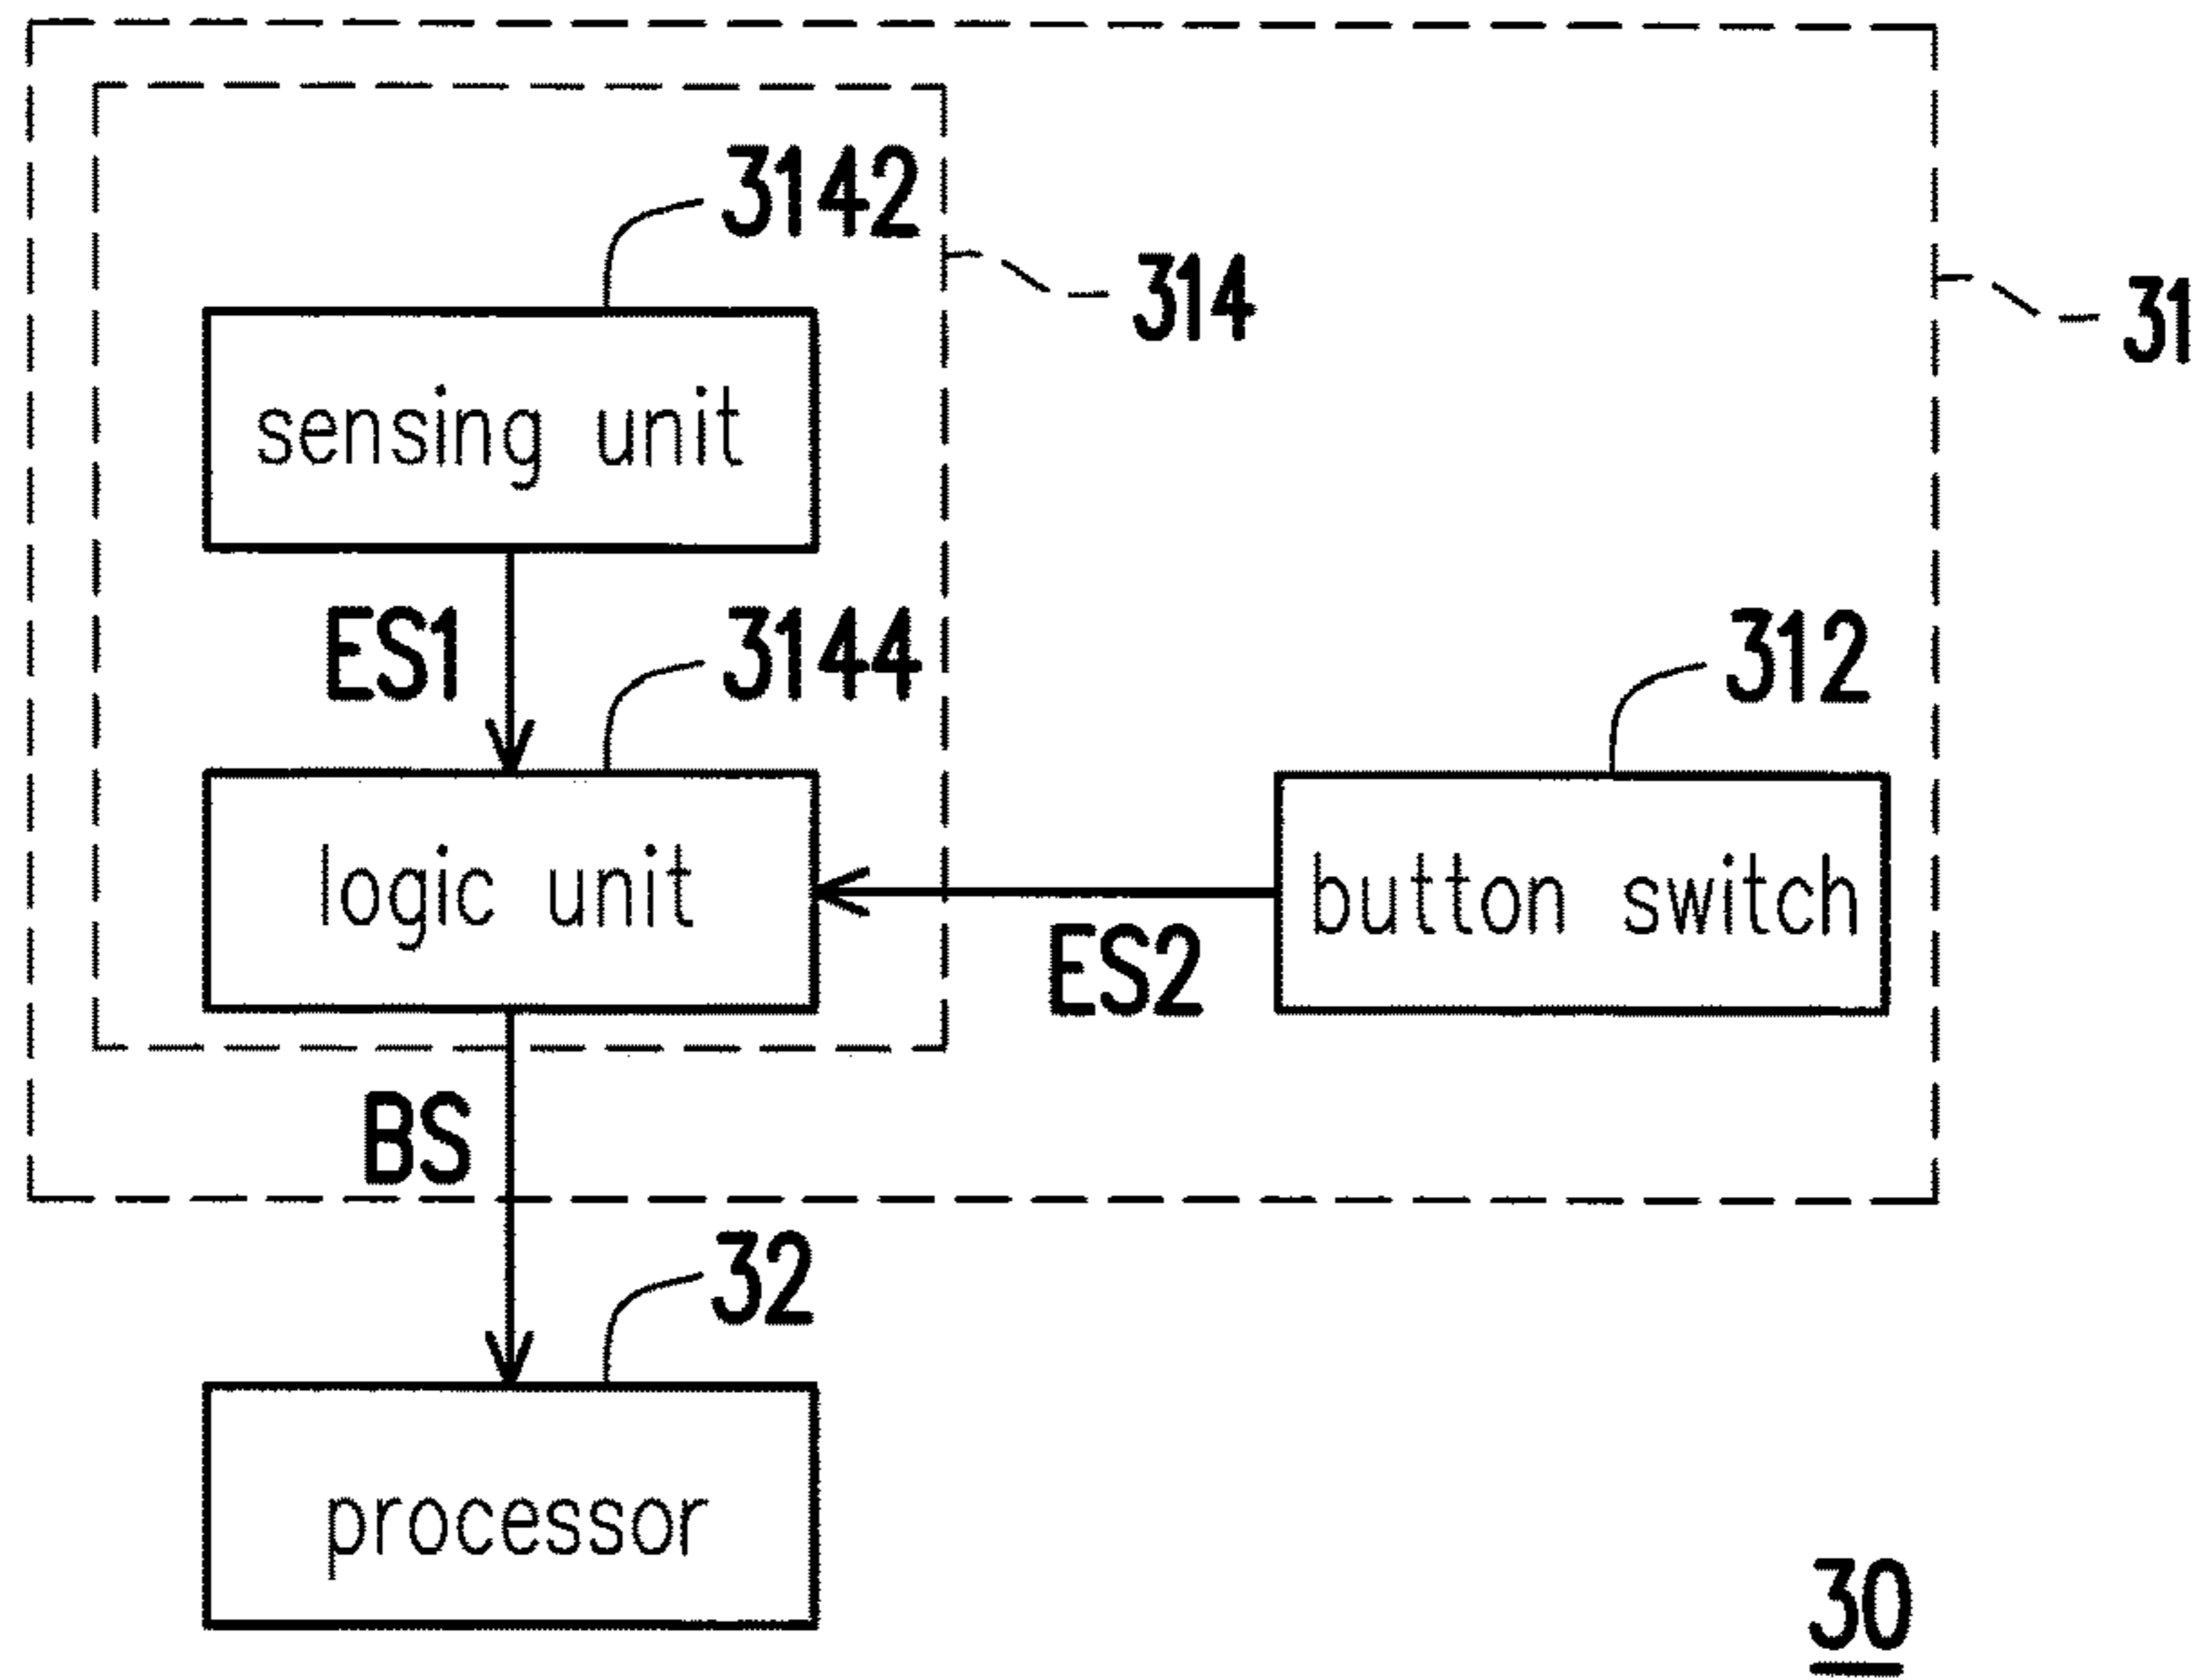 3142
314
31
sensing unit
ES1
3144
312
logic unit
button switch
ES2
BS
32
processor
30